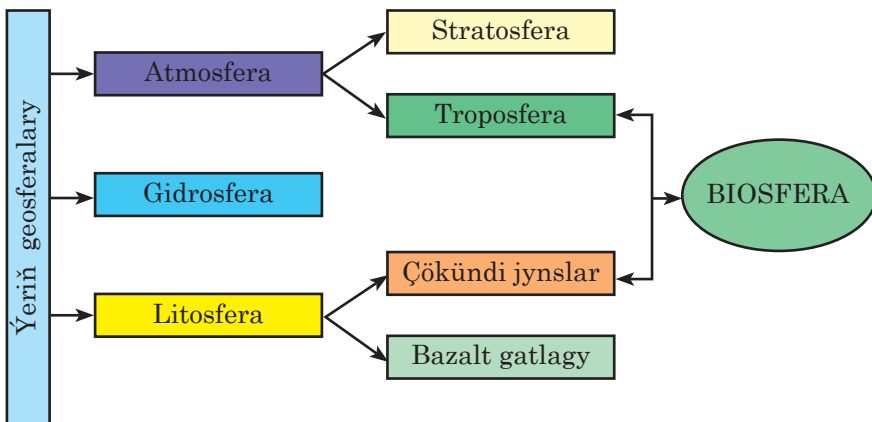 Ýeriň geosferalary
Atmosfera
Stratosfera
Troposfera
Gidrosfera
BIOSFERA
Litosfera
Çökündi jynslar
Bazalt gatlagy